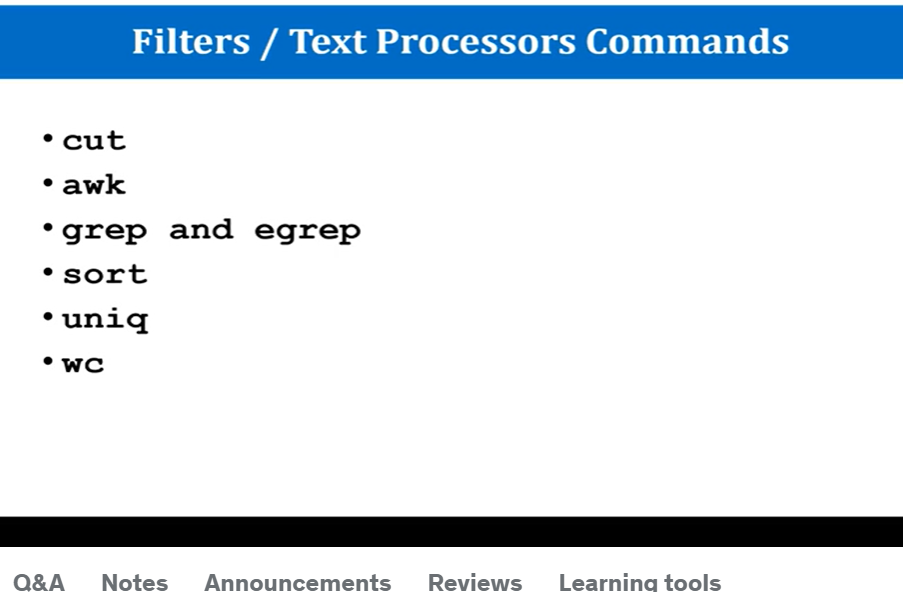 Filters / Text Processors Commands
• cut
• awk
• grep and egrep
• sort
• uniq
• wc
Q&A Notes Announcements Reviews Learning tools